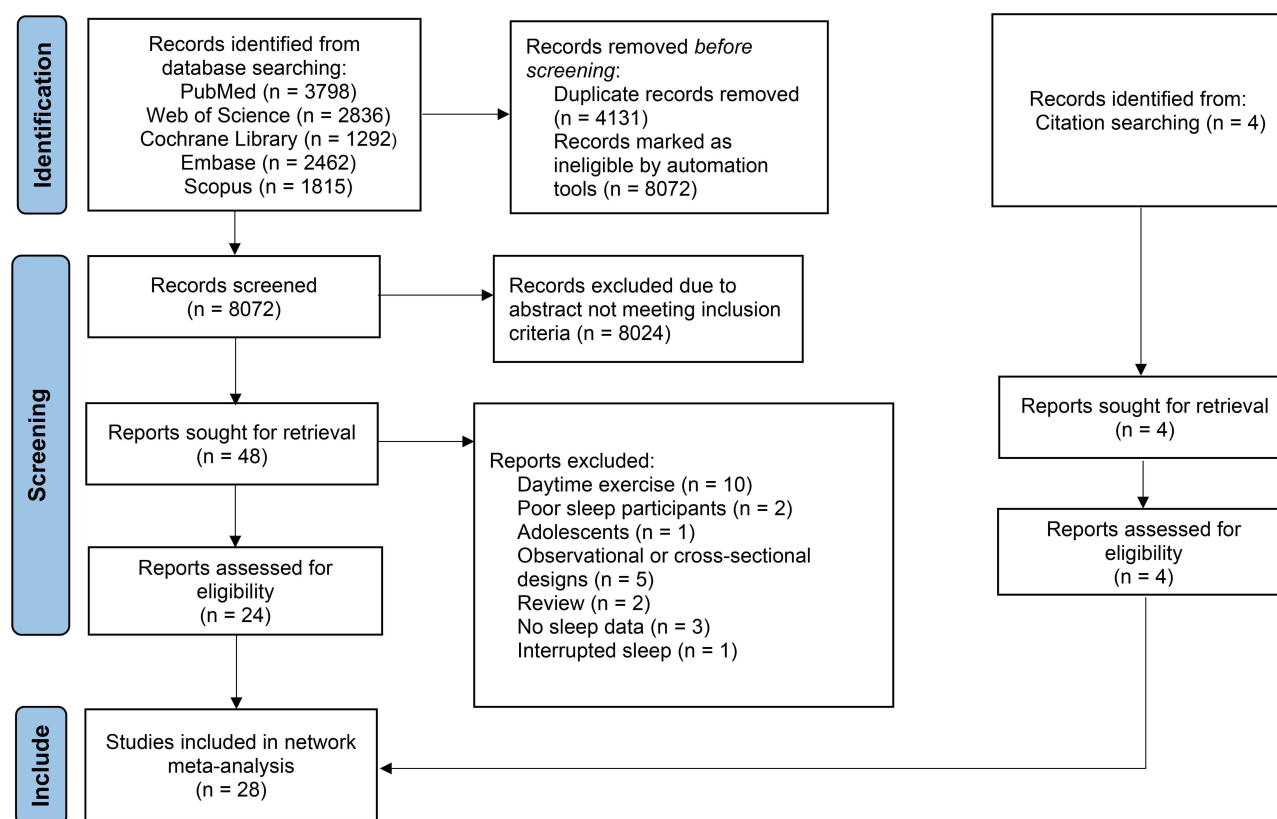 Identification
Records identified from
database searching:
PubMed (n = 3798)
Web of Science (n = 2836)
Cochrane Library (n = 1292)
Embase (n = 2462)
Scopus (n = 1815)
Records removed before
screening:
Duplicate records removed
(n = 4131)
Records marked as
ineligible by automation
tools (n = 8072)
Records identified from:
Citation searching (n = 4)
Screening
Records screened
(n = 8072)
Records excluded due to
abstract not meeting inclusion
criteria (n = 8024)
Reports sought for retrieval
(n = 48)
Reports excluded:
Daytime exercise (n = 10)
Poor sleep participants (n = 2)
Adolescents (n = 1)
Observational or cross-sectional
designs (n = 5)
Review (n = 2)
No sleep data (n = 3)
Interrupted sleep (n = 1)
Reports sought for retrieval
(n = 4)
Reports assessed for
eligibility
(n = 24)
Reports assessed for
eligibility
(n = 4)
Include
Studies included in network
meta-analysis
(n = 28)